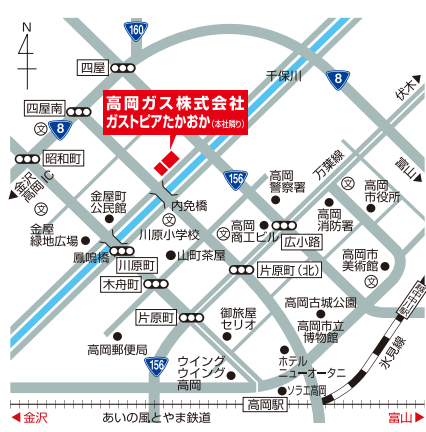 N
160
四屋
千保川
8
伏木
高岡ガス株式会社
ガストピアたかおか(本社隣り)
四屋南
文
8
昭和町
金沢
高岡IC
文
156
万葉線
富山
高岡
警察署
文
高岡
市役所
金屋町
公民館
内免橋
文
川原小学校
文
高岡
商工ビル
高岡
消防署
広小路
金屋
緑地広場
鳳鳴橋
川原町
山町茶屋
片原町(北)
高岡市
美術館
文
木舟町
片原町
御旅屋
セリオ
高岡古城公園
高岡市立
博物館
高岡郵便局
156
ウイング
ウイング
高岡
ホテル
ニューオータニ
ソラエ高岡
氷見線
高岡駅
金沢
あいの風とやま鉄道
富山